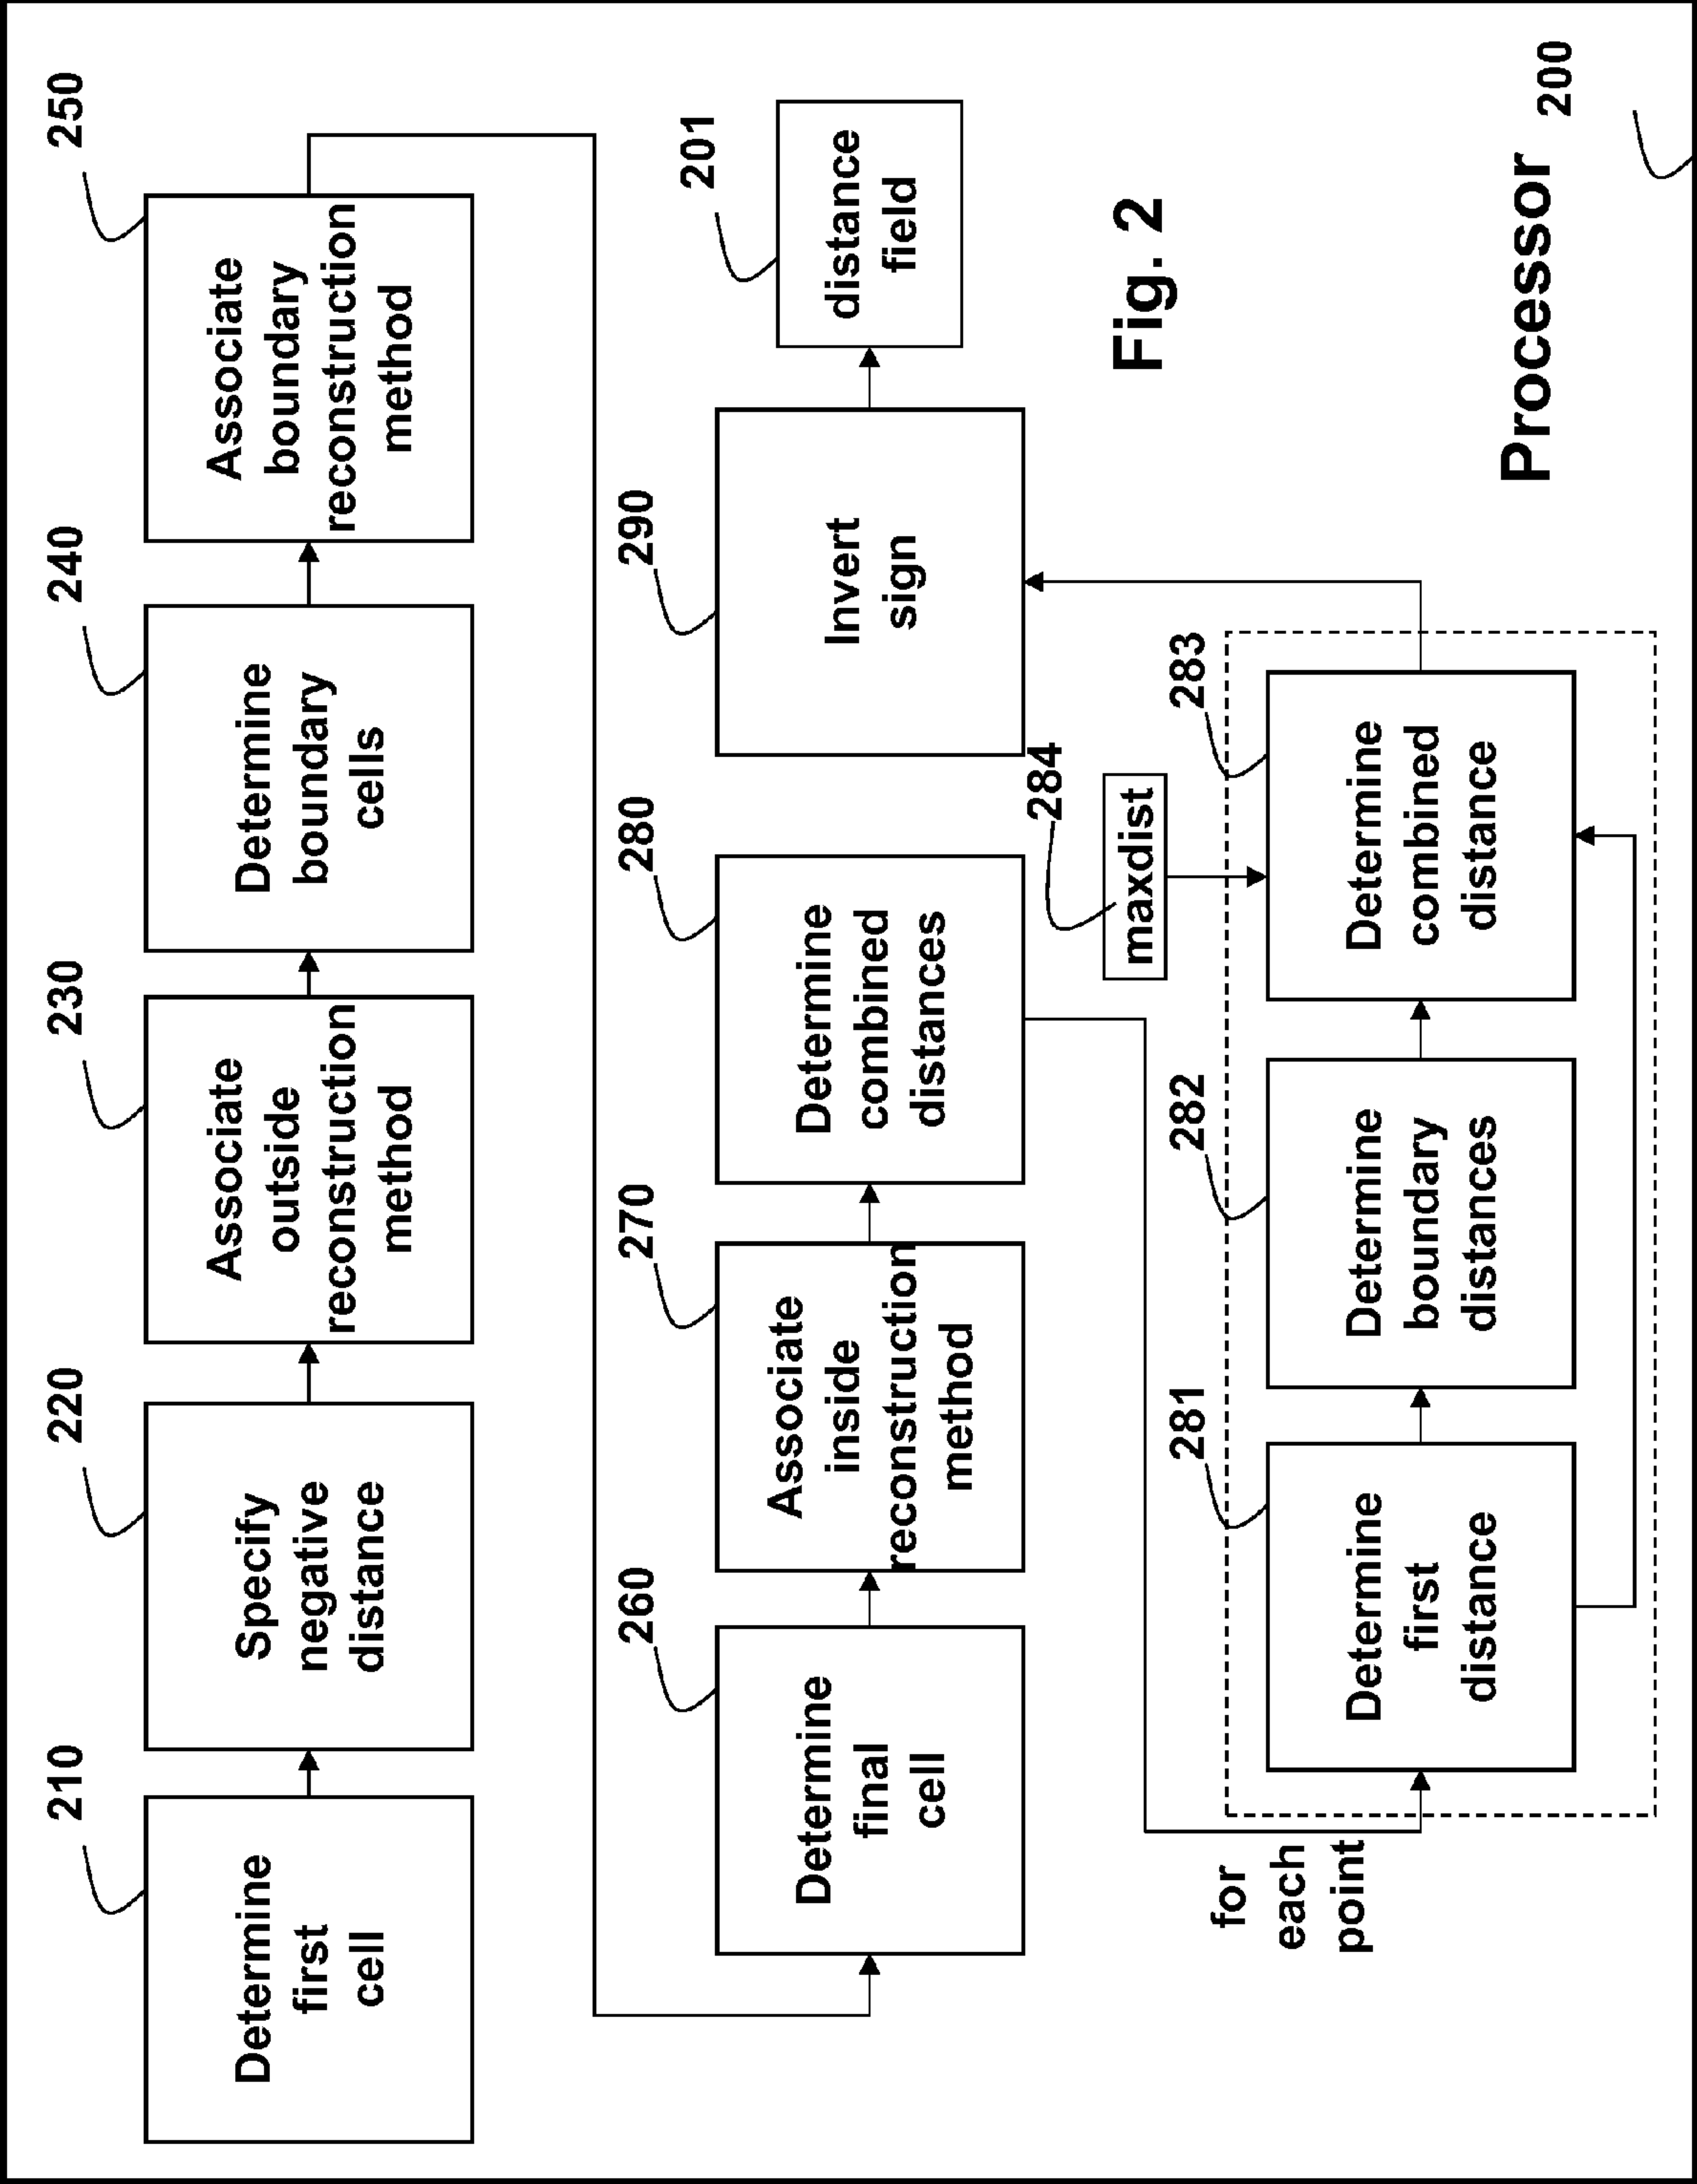 210
Determine
first
cell
220
Specify
negative
distance
230
Associate
outside
reconstruction
method
240
Determine
boundary
cells
250
Associate
boundary
reconstruction
method
260
Determine
final
cell
270
Associate
inside
reconstruction
method
280
Determine
combined
distances
290
Invert
sign
201
distance
field
284
maxdist
Fig. 2
for
each
point
281
Determine
first
distance
282
Determine
boundary
distances
283
Determine
combined
distance
Processor
200